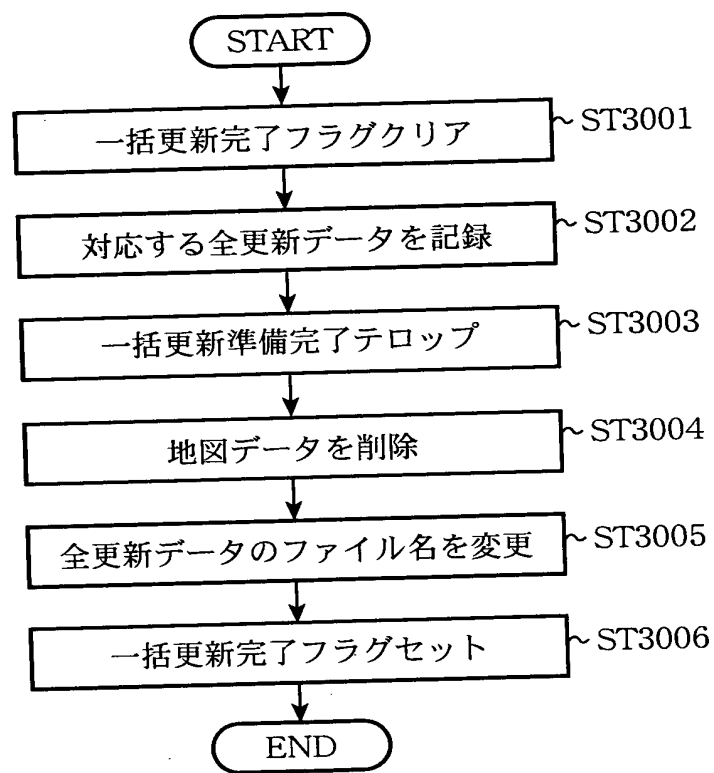 START
一括更新完了フラグクリア
ST3001
対応する全更新データを記録
ST3002
一括更新準備完了テロップ
ST3003
地図データを削除
ST3004
全更新データのファイル名を変更
ST3005
一括更新完了フラグセット
ST3006
END